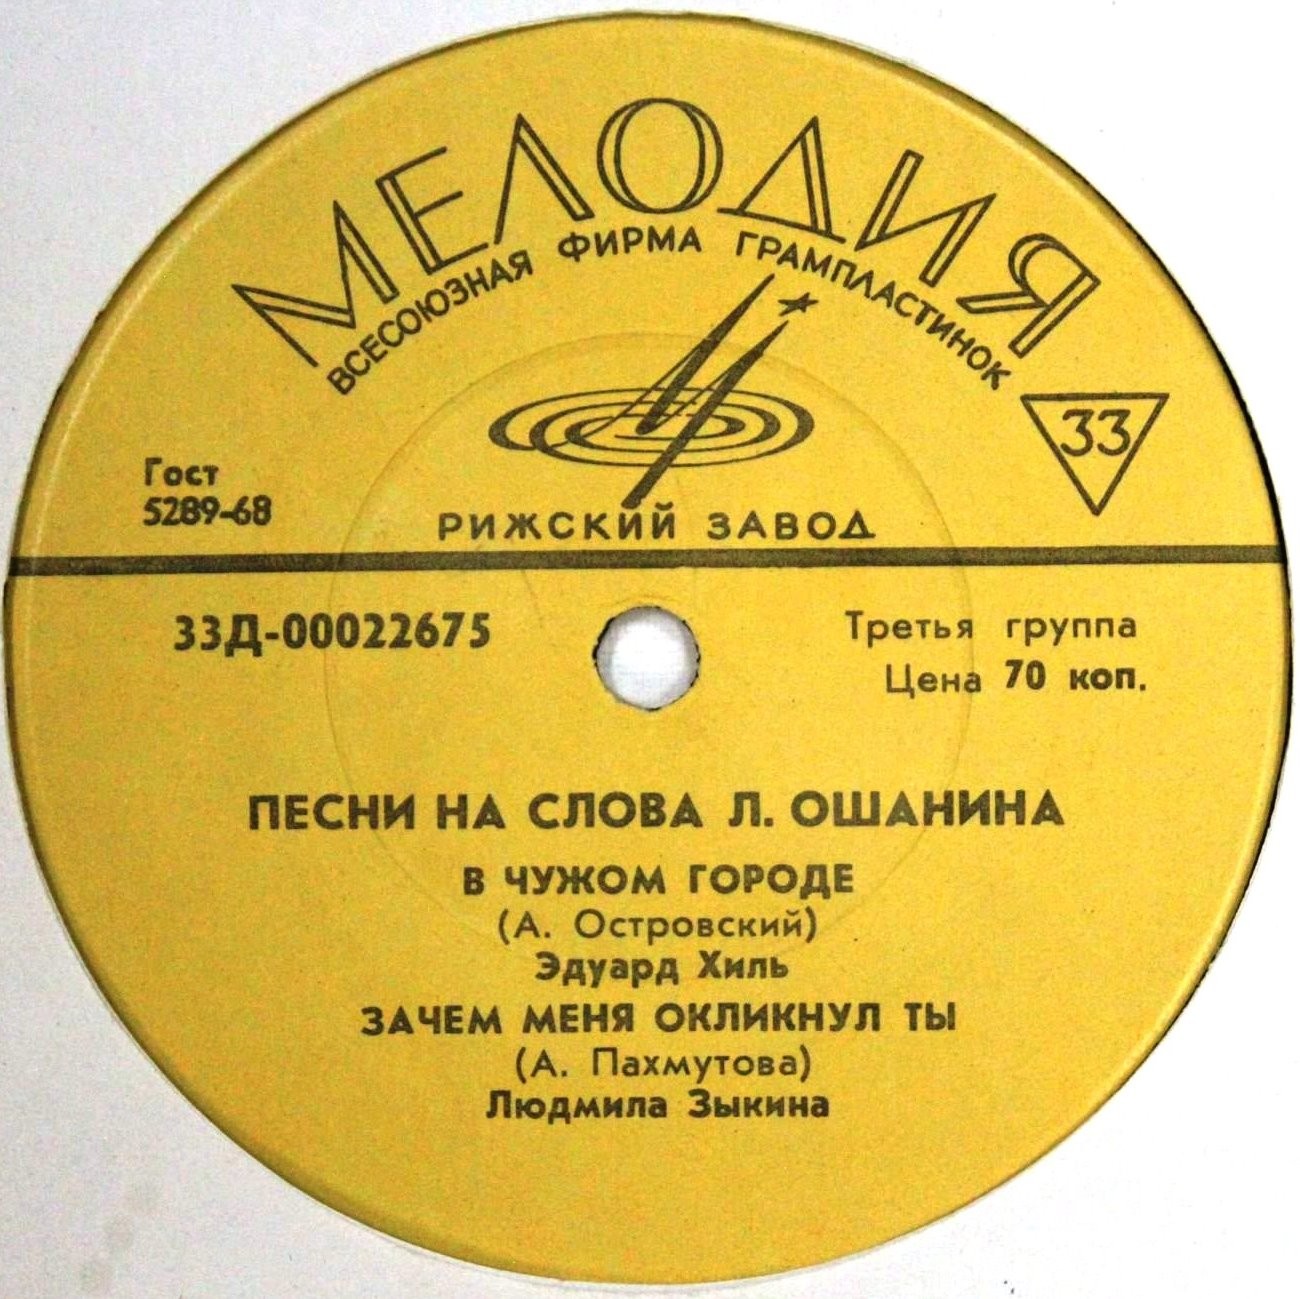 МЕЛОДИЯ
ВСЕСОЮЗНАЯ ФИРМА ГРАМПЛАСТИНОК
33
Гост
5289-68
РИЖСКИЙ ЗАВОД
33Д-00022675
Третья группа
Цена 70 коп.
ПЕСНИ НА СЛОВА Л. ОШАНИНА
В ЧУЖОМ ГОРОДЕ
(А. Островский)
Эдуард Хиль
ЗАЧЕМ МЕНЯ ОКЛИКНУЛ ТЫ
(А. Пахмутова)
Людмила Зыкина